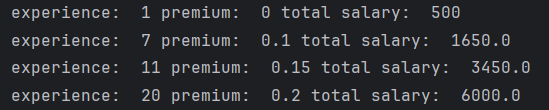 experience:  1 premium:  0 total salary:  500
experience:  7 premium:  0.1 total salary:  1650.0
experience:  11 premium:  0.15 total salary:  3450.0
experience:  20 premium:  0.2 total salary:  6000.0